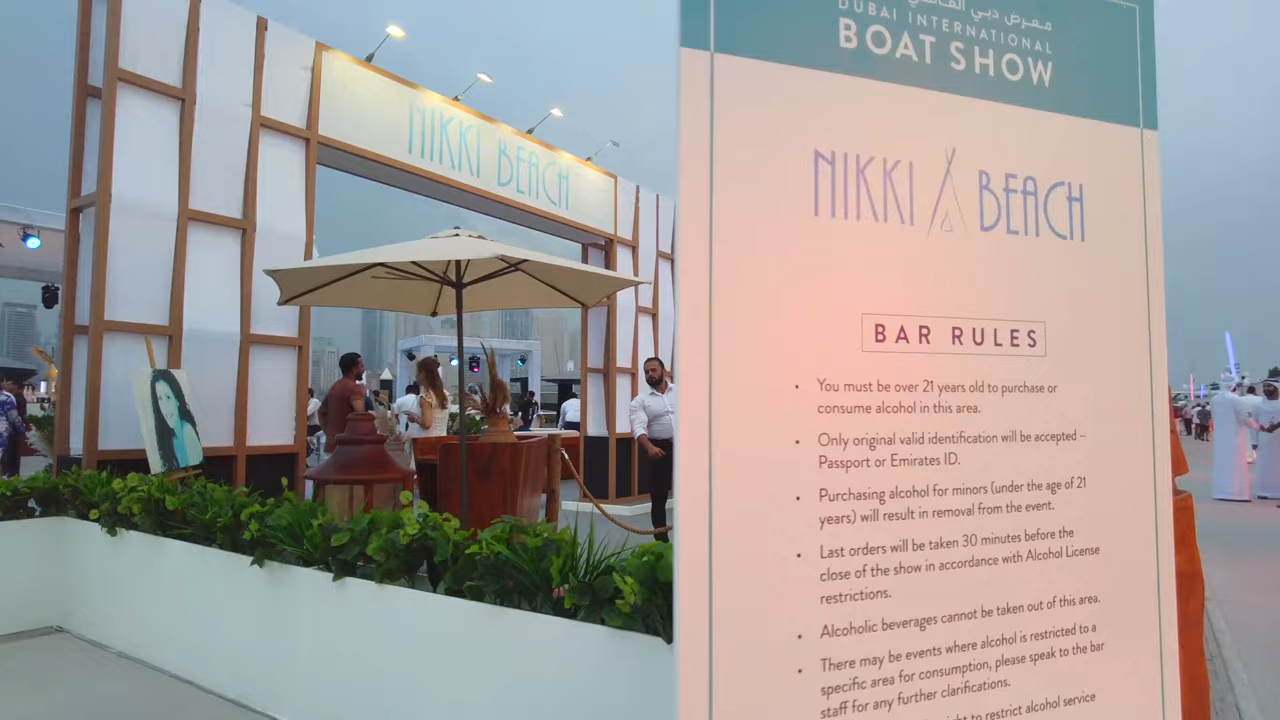 معرض دبي العالمي
DUBAI INTERNATIONAL
BOAT SHOW
NIKKI BEACH
NIKKI BEACH
BAR RULES
• You must be over 21 years old to purchase or
consume alcohol in this area.
• Only original valid identification will be accepted –
Passport or Emirates ID.
• Purchasing alcohol for minors (under the age of 21
years) will result in removal from the event.
• Last orders will be taken 30 minutes before the
close of the show in accordance with Alcohol License
restrictions.
• Alcoholic beverages cannot be taken out of this area.
• There may be events where alcohol is restricted to a
specific area for consumption, please speak to the bar
staff for any further clarifications.
to restrict alcohol service